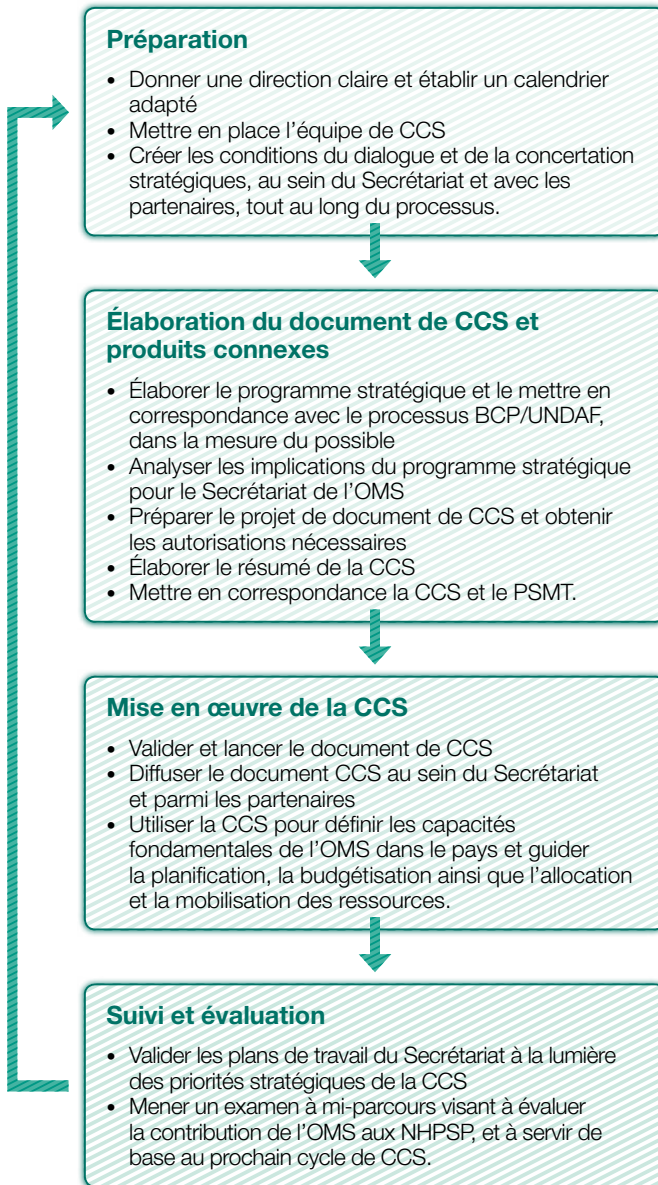 Préparation
• Donner une direction claire et établir un calendrier
adapté
• Mettre en place l'équipe de CCS
• Créer les conditions du dialogue et de la concertation
stratégiques, au sein du Secrétariat et avec les
partenaires, tout au long du processus.
Élaboration du document de CCS et
produits connexes
• Élaborer le programme stratégique et le mettre en
correspondance avec le processus BCP/UNDAF,
dans la mesure du possible
• Analyser les implications du programme stratégique
pour le Secrétariat de l'OMS
• Préparer le projet de document de CCS et obtenir
les autorisations nécessaires
• Élaborer le résumé de la CCS
• Mettre en correspondance la CCS et le PSMT.
Mise en œuvre de la CCS
• Valider et lancer le document de CCS
• Diffuser le document CCS au sein du Secrétariat
et parmi les partenaires
• Utiliser la CCS pour définir les capacités
fondamentales de l'OMS dans le pays et guider
la planification, la budgétisation ainsi que l'allocation
et la mobilisation des ressources.
Suivi et évaluation
• Valider les plans de travail du Secrétariat à la lumière
des priorités stratégiques de la CCS
• Mener un examen à mi-parcours visant à évaluer
la contribution de l'OMS aux NHPSP, et à servir de
base au prochain cycle de CCS.